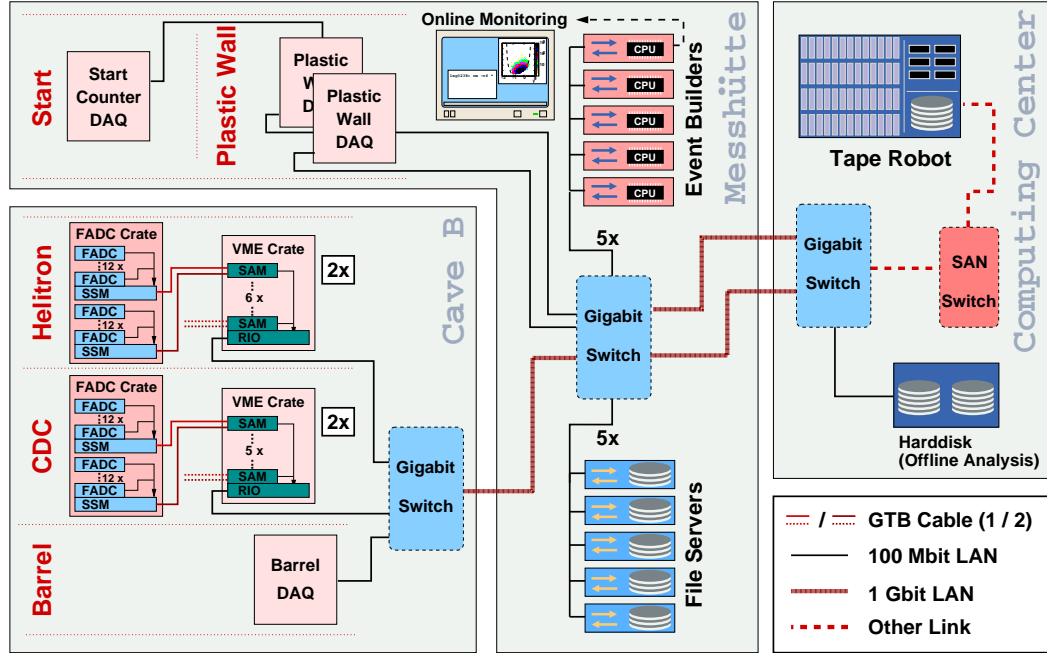 Start
Start
Counter
DAQ
Plastic Wall
Plastic
DAQ
Plastic
Wall
DAQ
Online Monitoring
CPU
CPU
CPU
CPU
CPU
Event Builders
Messhütte
Computing Center
Tape Robot
Gigabit
Switch
SAN
Switch
Harddisk
(Offline Analysis)
5x
Gigabit
Switch
5x
File Servers
Cave B
Helitron
FADC Crate
FADC
12 x
FADC
SSM
FADC
12x
FADC
SSM
VME Crate
SAM
6 x
SAM
RIO
2x
CDC
FADC Crate
FADC
12 x
FADC
SSM
FADC
12x
FADC
SSM
VME Crate
SAM
5 x
SAM
RIO
2x
Gigabit
Switch
Barrel
Barrel
DAQ
/ GTB Cable (1 / 2)
100 Mbit LAN
1 Gbit LAN
Other Link